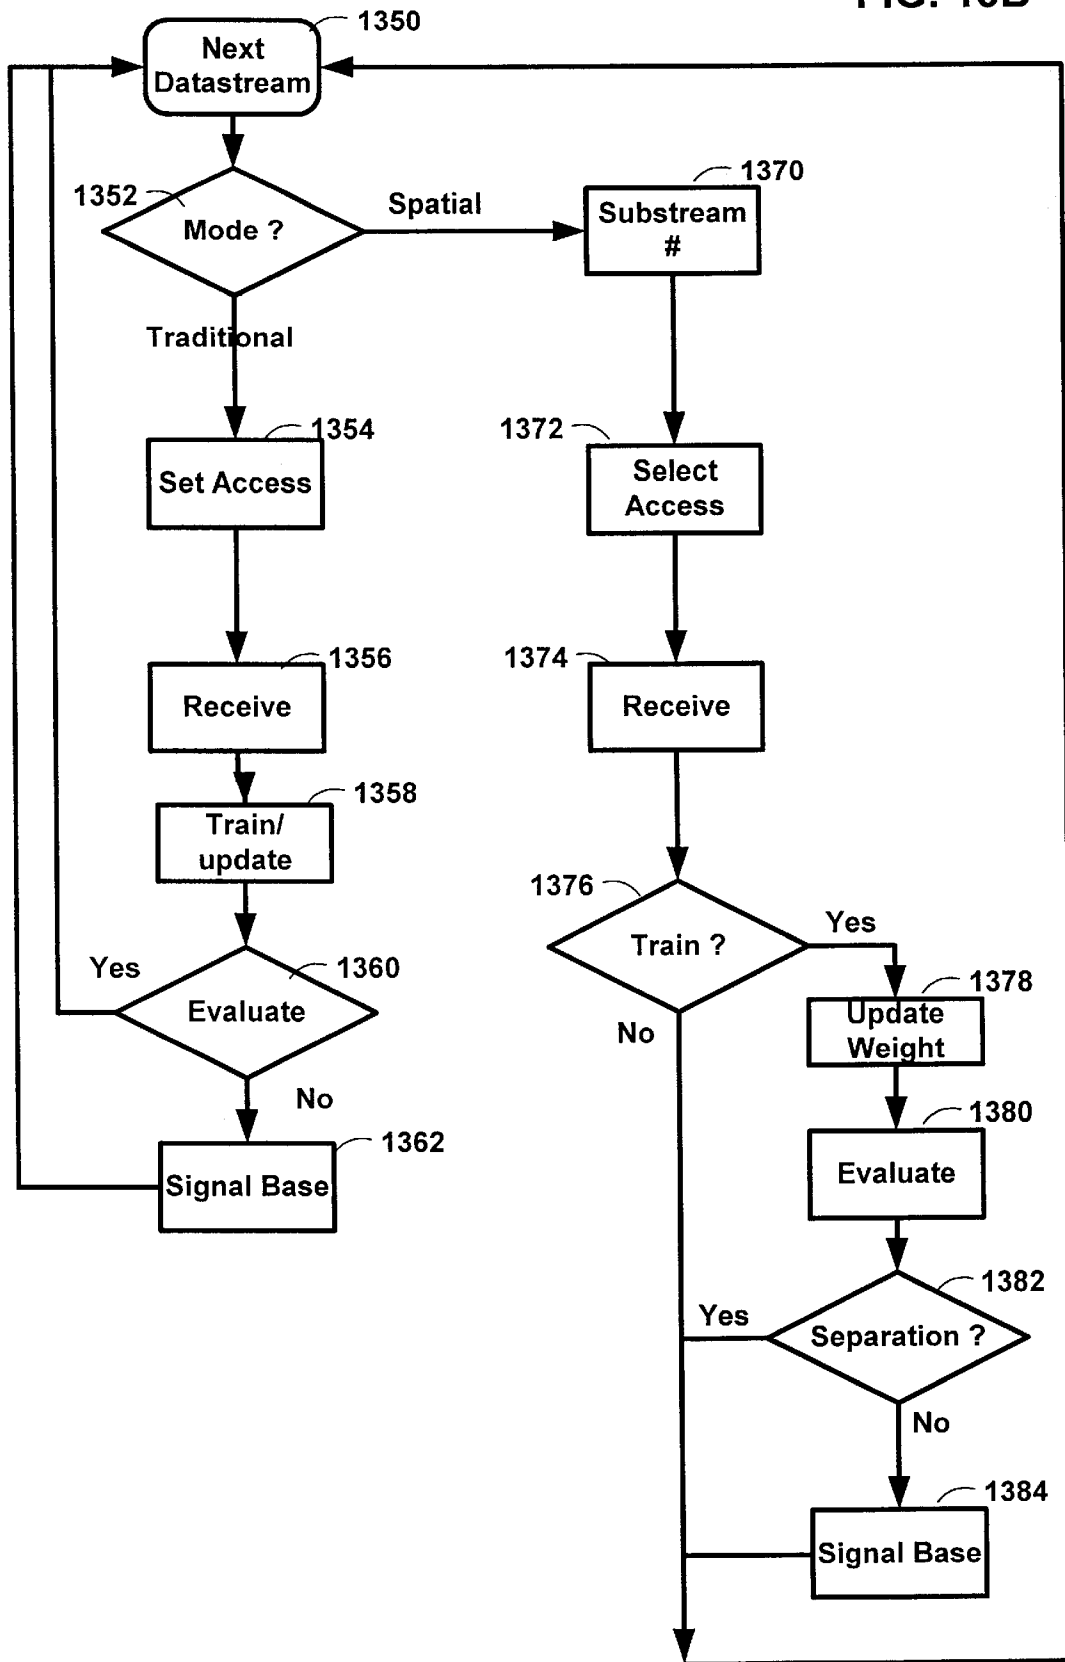 1350
Next
Datastream
1352
Mode ?
Spatial
1370
Substream
#
Traditional
1354
Set Access
1372
Select
Access
1356
Receive
1374
Receive
1358
Train/
update
1376
Train ?
Yes
No
1360
Evaluate
Yes
No
1378
Update
Weight
1362
Signal Base
1380
Evaluate
1382
Separation ?
Yes
No
1384
Signal Base